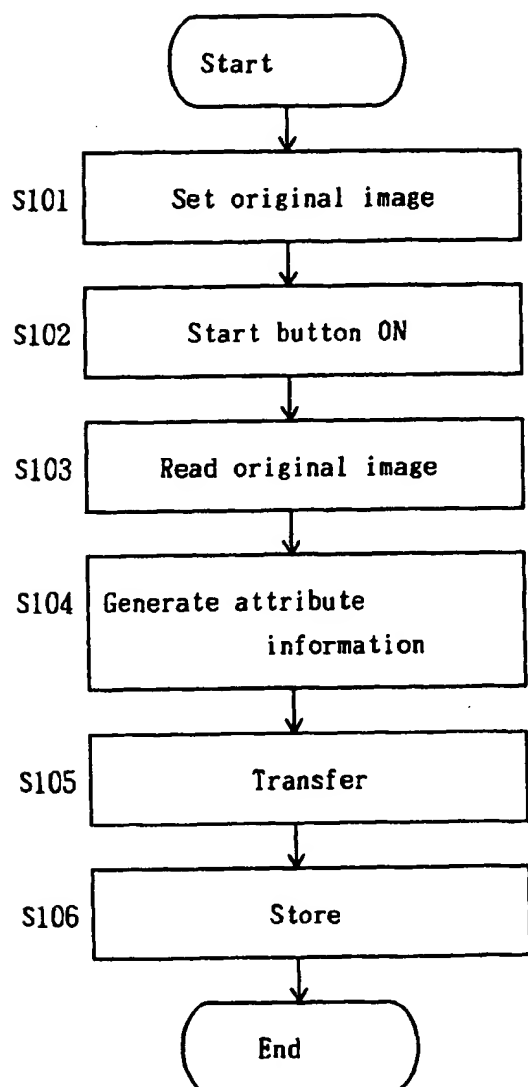 Start
S101 Set original image
S102 Start button ON
S103 Read original image
S104 Generate attribute
information
S105 Transfer
S106 Store
End